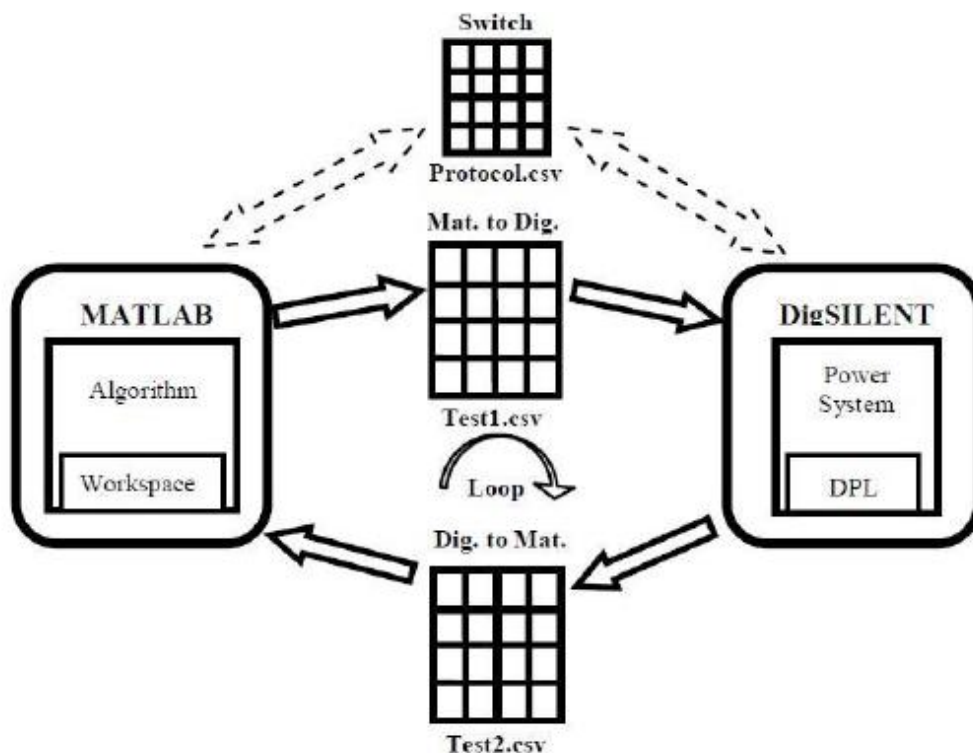 Switch
Protocol.csv
Mat. to Dig.
MATLAB
Algorithm
Workspace
Test1.csv
Loop
DigSILENT
Power
System
DPL
Dig. to Mat.
Test2.csv